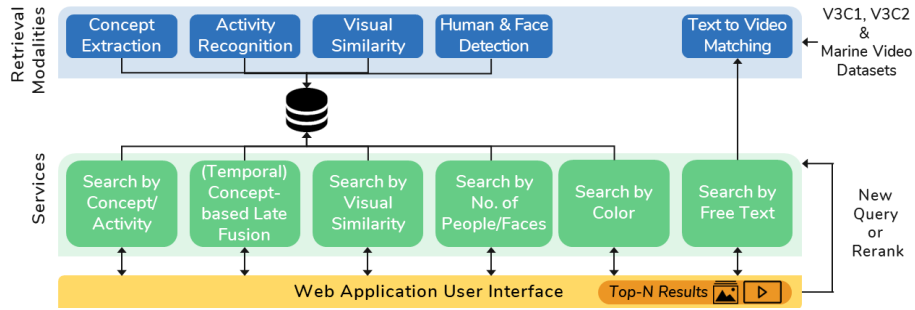 Retrieval
Modalities
Concept
Extraction
Activity
Recognition
Visual
Similarity
Human & Face
Detection
Text to Video
Matching
V3C1, V3C2
&
Marine Video
Datasets
Services
Search by
Concept/
Activity
(Temporal)
Concept-
based Late
Fusion
Search by
Visual
Similarity
Search by
No. of
People/Faces
Search by
Color
Search by
Free Text
New
Query
or
Rerank
Web Application User Interface
Top-N Results